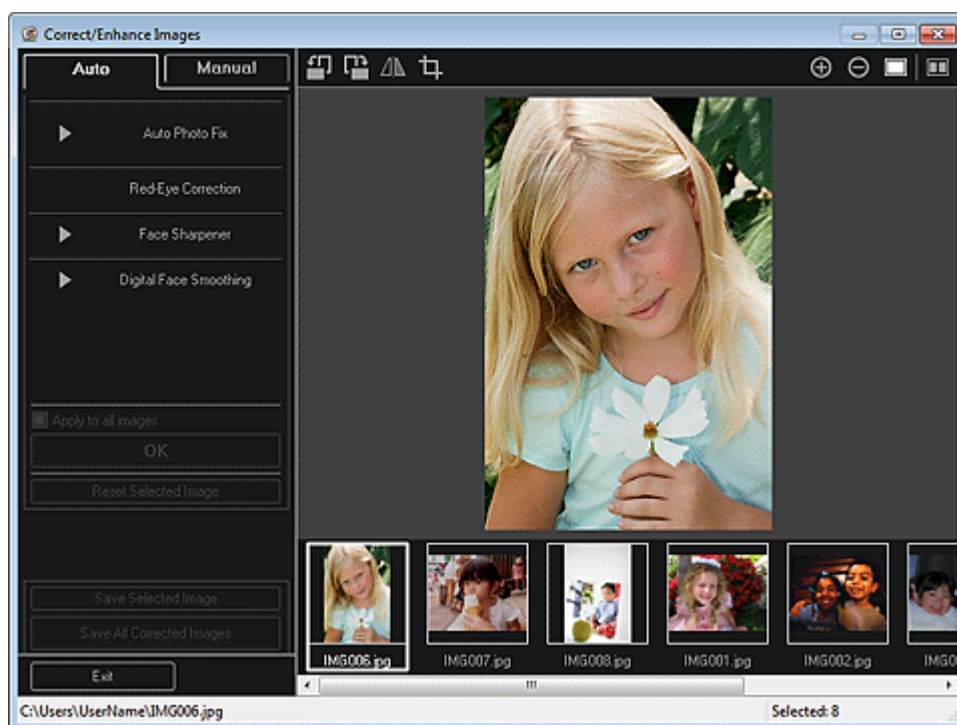 Correct/Enhance Images
Auto
Manual
Auto Photo Fix
Red-Eye Correction
Face Sharpener
Digital Face Smoothing
Apply to all images
OK
Reset Selected Image
Save Selected Image
Save All Corrected Images
Exit
IMG006.jpg
IMG007.jpg
IMG008.jpg
IMG001.jpg
IMG002.jpg
IMG0
C:\Users\UserName\IMG006.jpg
Selected: 8